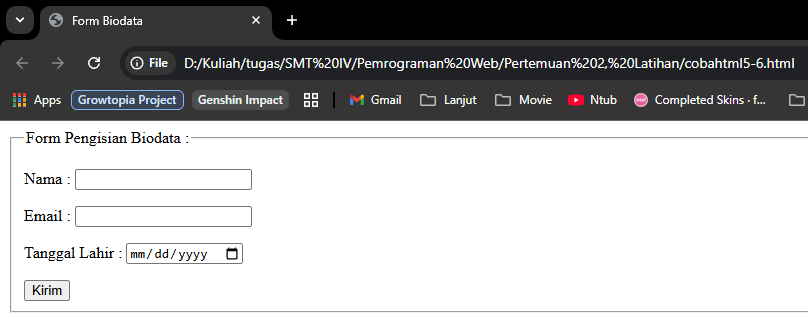 Form Biodata
File D:/Kuliah/tugas/SMT%20IV/Pemrograman%20Web/Pertemuan%202,%20Latihan/cobahtml5-6.html
Apps Growtopia Project Genshin Impact Gmail Lanjut Movie Ntub Completed Skins · f...
Form Pengisian Biodata :
Nama :
Email :
Tanggal Lahir : mm/dd/yyyy
Kirim